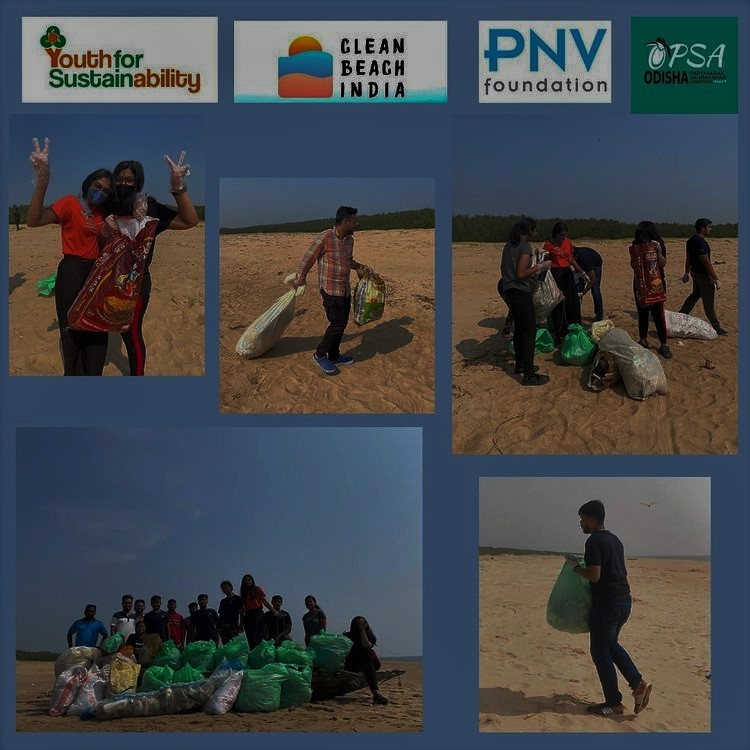 Youth for
Sustainability
CLEAN
BEACH
INDIA
PNV
foundation
OPSA
ODISHA